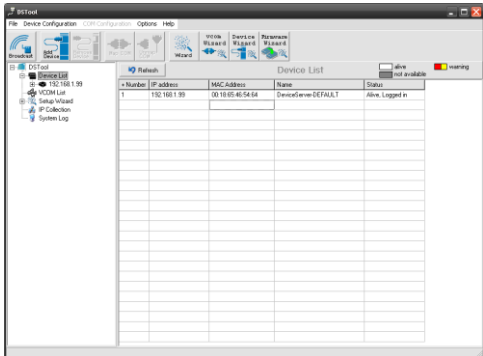 DSTool
File Device Configuration COM Configuration Options Help
VCOM Wizard
Device Wizard
Firmware Wizard
Broadcast
Add Device
Wizard
DSTool
Device List
192.168.1.99
VCOM List
Setup Wizard
IP Collection
System Log
Refresh
Device List
alive
not available
warning
Number IP address MAC Address Name Status
1 192.168.1.99 00:18:65:46:54:64 DeviceServer-DEFAULT Alive, Logged in